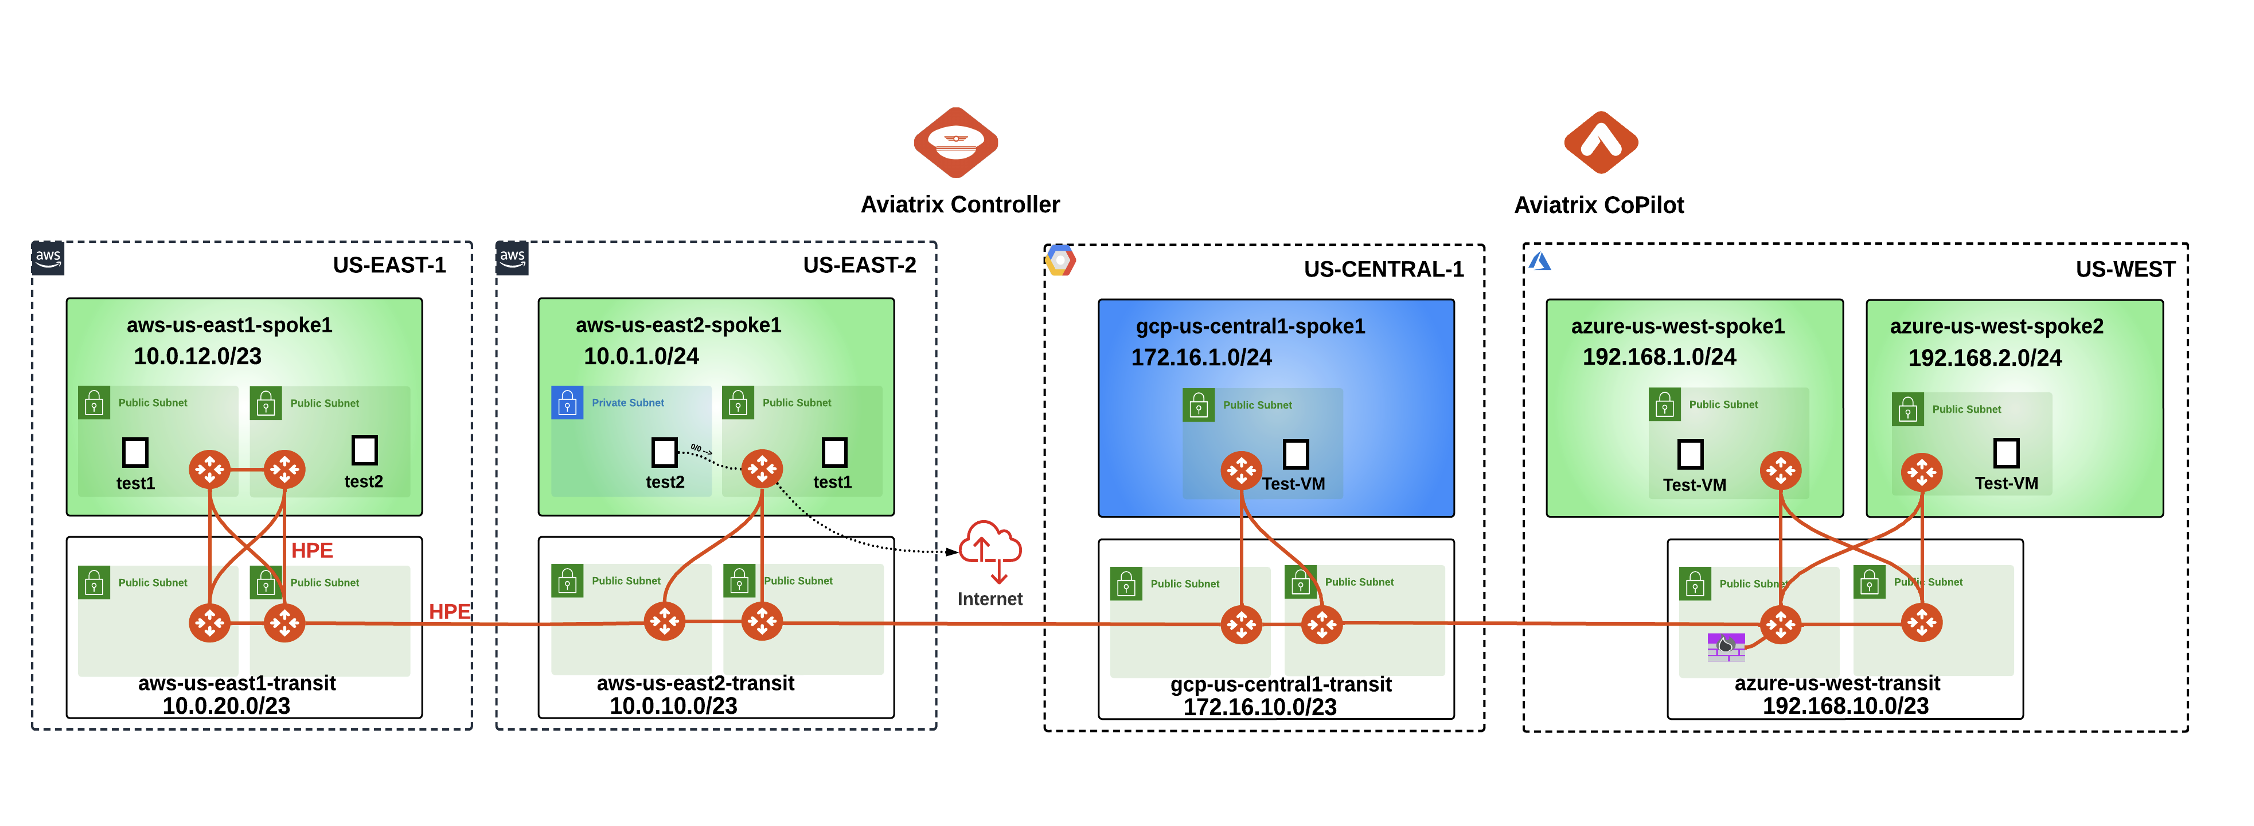 Aviatrix Controller
Aviatrix CoPilot
aws
US-EAST-1
aws-us-east1-spoke1
10.0.12.0/23
Public Subnet
Public Subnet
test1
test2
HPE
Public Subnet
Public Subnet
HPE
aws-us-east1-transit
10.0.20.0/23
aws
US-EAST-2
aws-us-east2-spoke1
10.0.1.0/24
Private Subnet
Public Subnet
0/0
test2
test1
Public Subnet
Public Subnet
aws-us-east2-transit
10.0.10.0/23
Internet
US-CENTRAL-1
gcp-us-central1-spoke1
172.16.1.0/24
Public Subnet
Test-VM
Public Subnet
Public Subnet
gcp-us-central1-transit
172.16.10.0/23
US-WEST
azure-us-west-spoke1
192.168.1.0/24
Public Subnet
Test-VM
azure-us-west-spoke2
192.168.2.0/24
Public Subnet
Test-VM
Public Subnet
Public Subnet
azure-us-west-transit
192.168.10.0/23